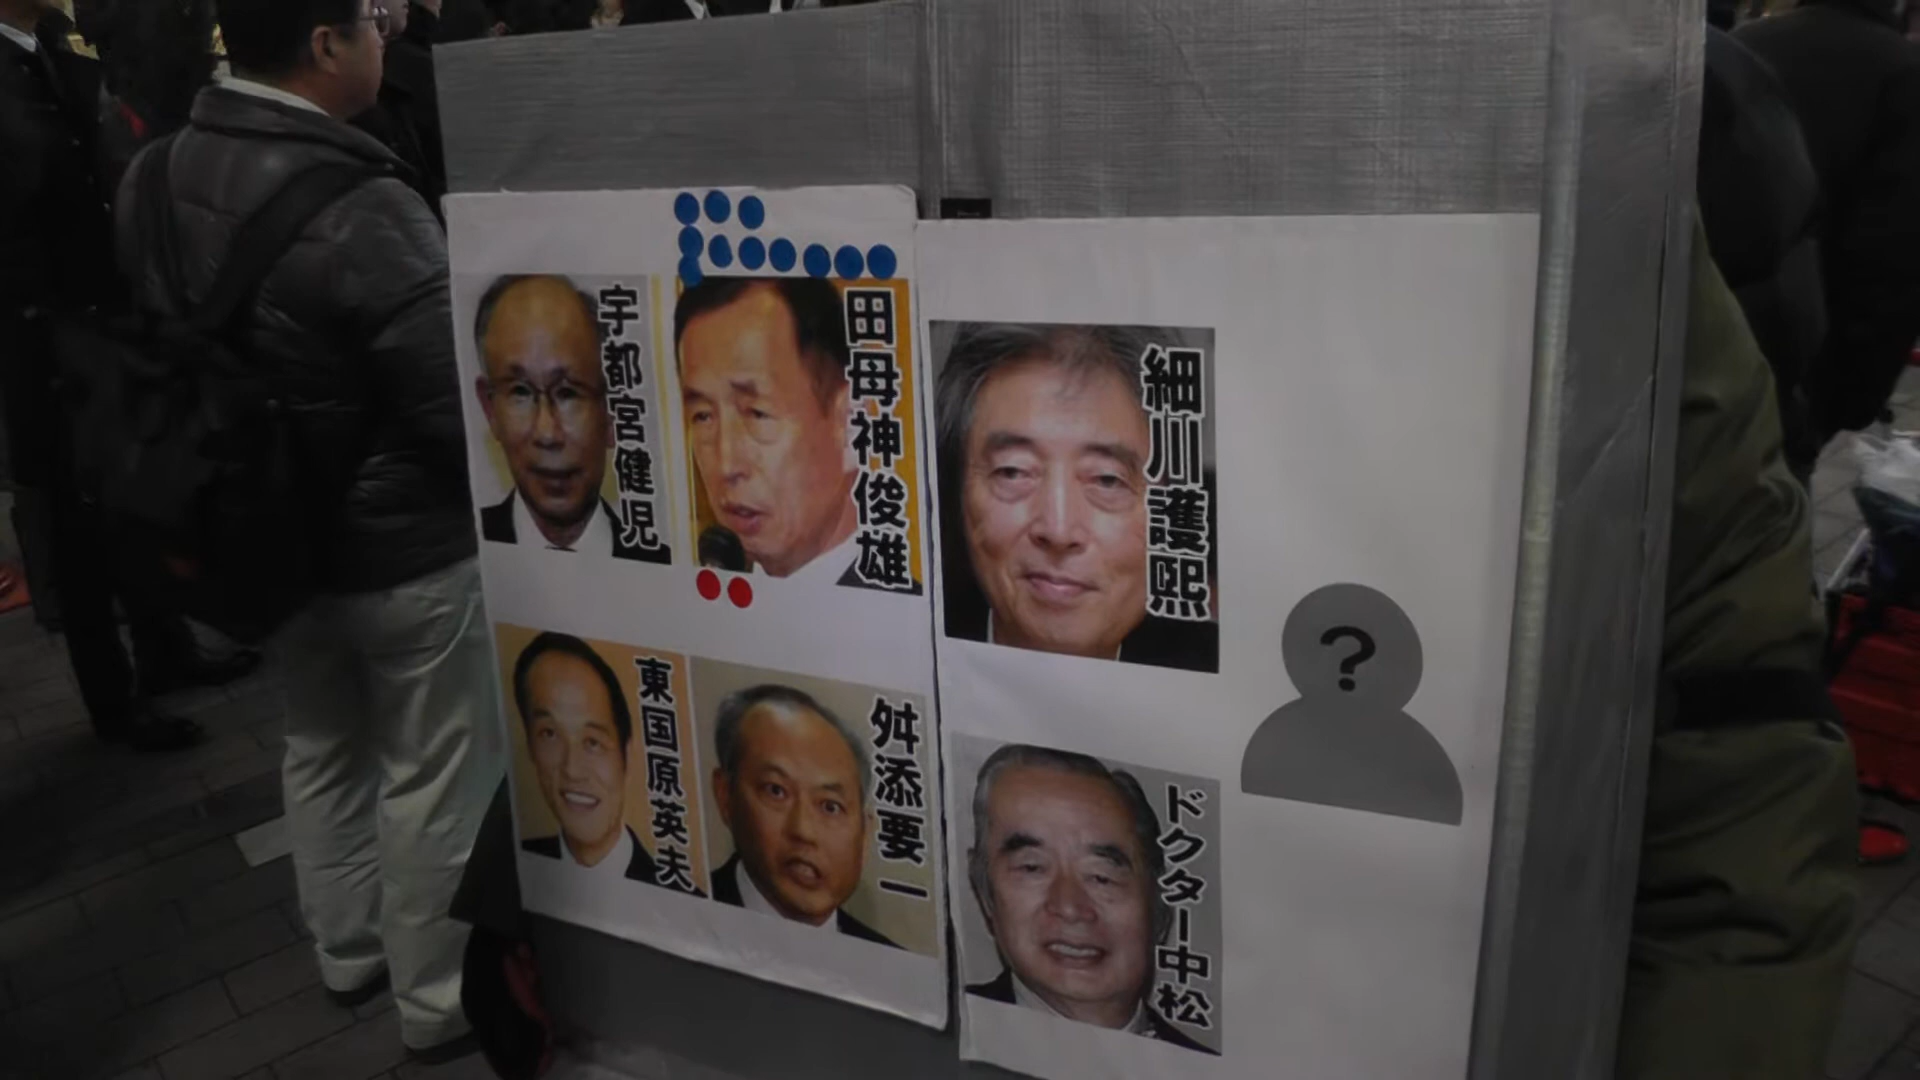 宇都宮健児
田母神俊雄
細川護熙
?
東国原英夫
舛添要一
ドクター中松